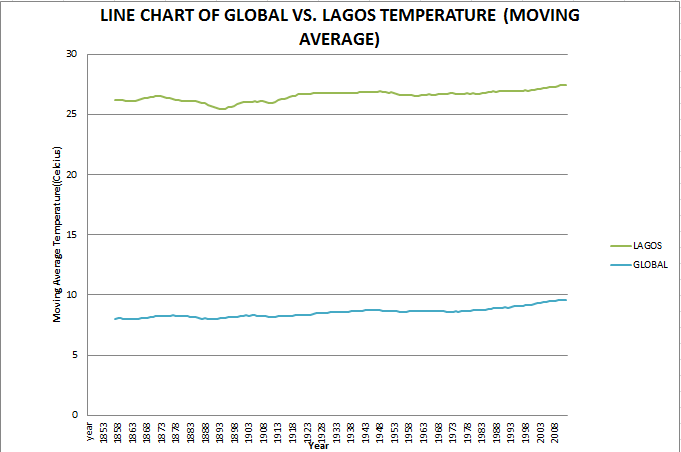 LINE CHART OF GLOBAL VS. LAGOS TEMPERATURE (MOVING
AVERAGE)
Moving Average Temperature((Celcius)
30
25
20
15
10
5
0
LAGOS
GLOBAL
year 1853 1858 1863 1868 1873 1878 1883 1888 1893 1898 1903 1908 1913 1918 1923 1928 1933 1938 1943 1948 1953 1958 1963 1968 1973 1978 1983 1988 1993 1998 2003 2008
Year